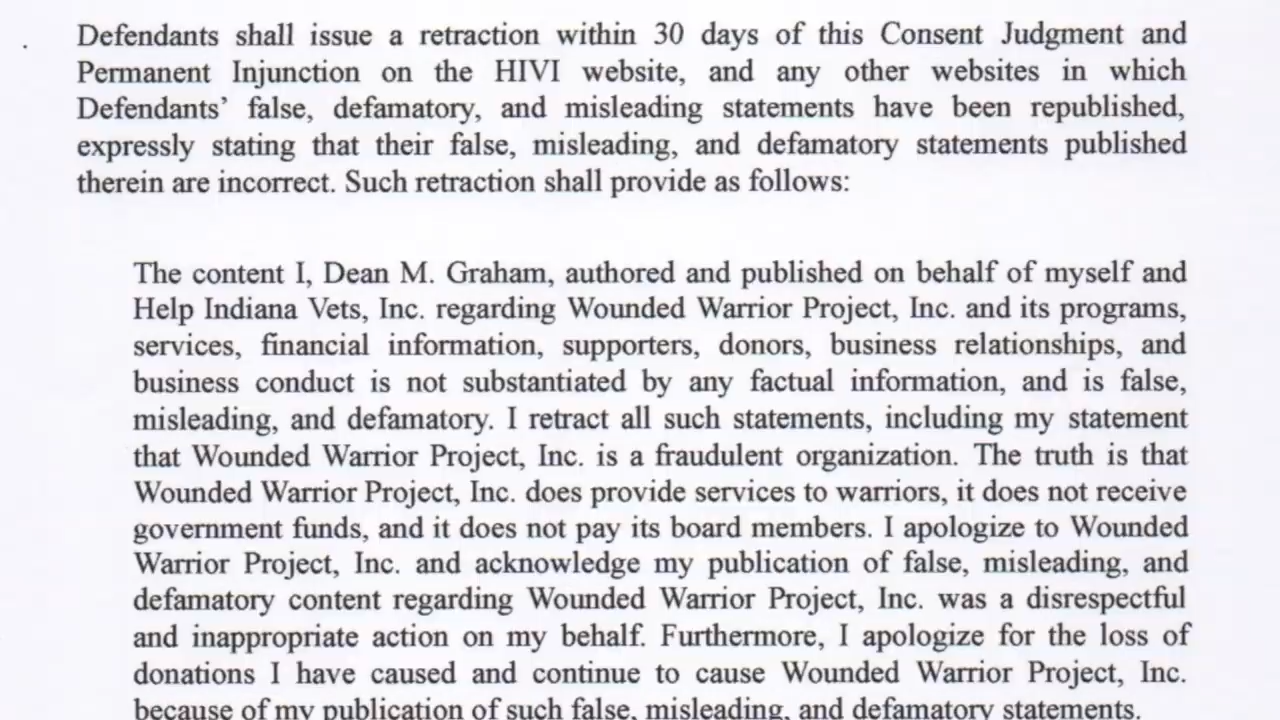 Defendants shall issue a retraction within 30 days of this Consent Judgment and
Permanent Injunction on the HIVI website, and any other websites in which
Defendants’ false, defamatory, and misleading statements have been republished,
expressly stating that their false, misleading, and defamatory statements published
therein are incorrect. Such retraction shall provide as follows:
The content I, Dean M. Graham, authored and published on behalf of myself and
Help Indiana Vets, Inc. regarding Wounded Warrior Project, Inc. and its programs,
services, financial information, supporters, donors, business relationships, and
business conduct is not substantiated by any factual information, and is false,
misleading, and defamatory. I retract all such statements, including my statement
that Wounded Warrior Project, Inc. is a fraudulent organization. The truth is that
Wounded Warrior Project, Inc. does provide services to warriors, it does not receive
government funds, and it does not pay its board members. I apologize to Wounded
Warrior Project, Inc. and acknowledge my publication of false, misleading, and
defamatory content regarding Wounded Warrior Project, Inc. was a disrespectful
and inappropriate action on my behalf. Furthermore, I apologize for the loss of
donations I have caused and continue to cause Wounded Warrior Project, Inc.
because of my publication of such false, misleading, and defamatory statements.